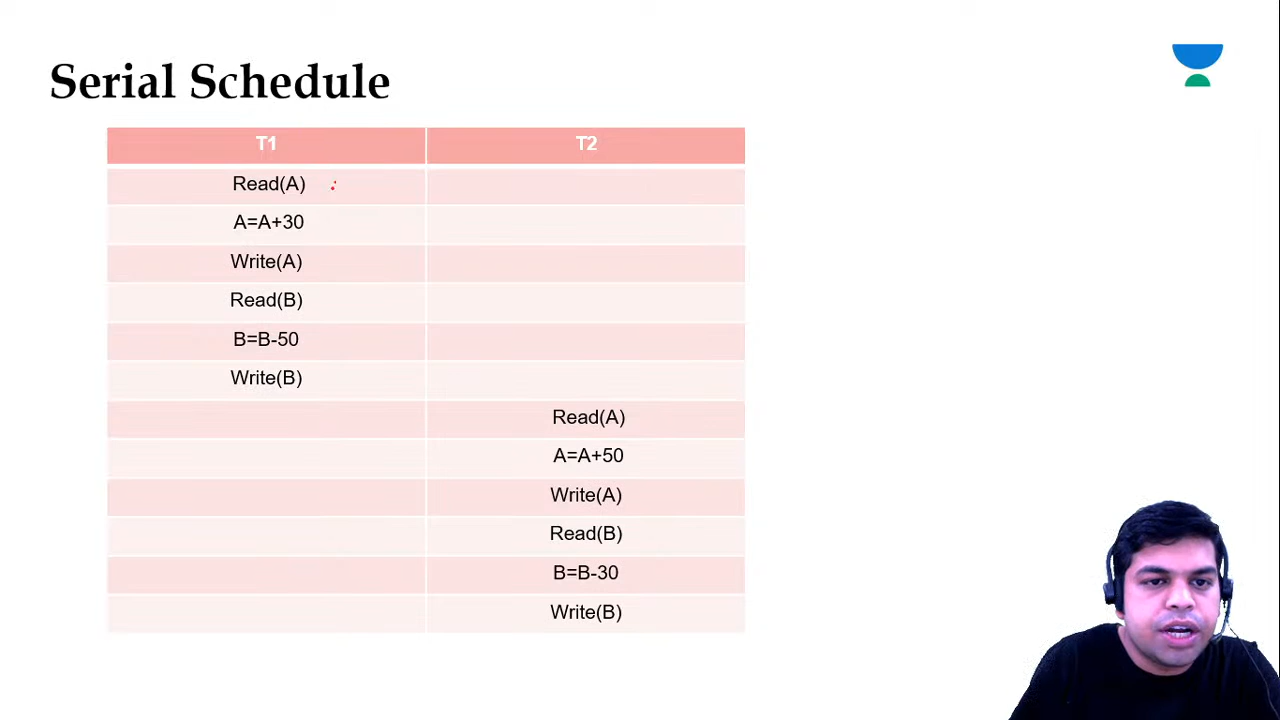 Serial Schedule
T1 T2
Read(A)
A=A+30
Write(A)
Read(B)
B=B-50
Write(B)
Read(A)
A=A+50
Write(A)
Read(B)
B=B-30
Write(B)